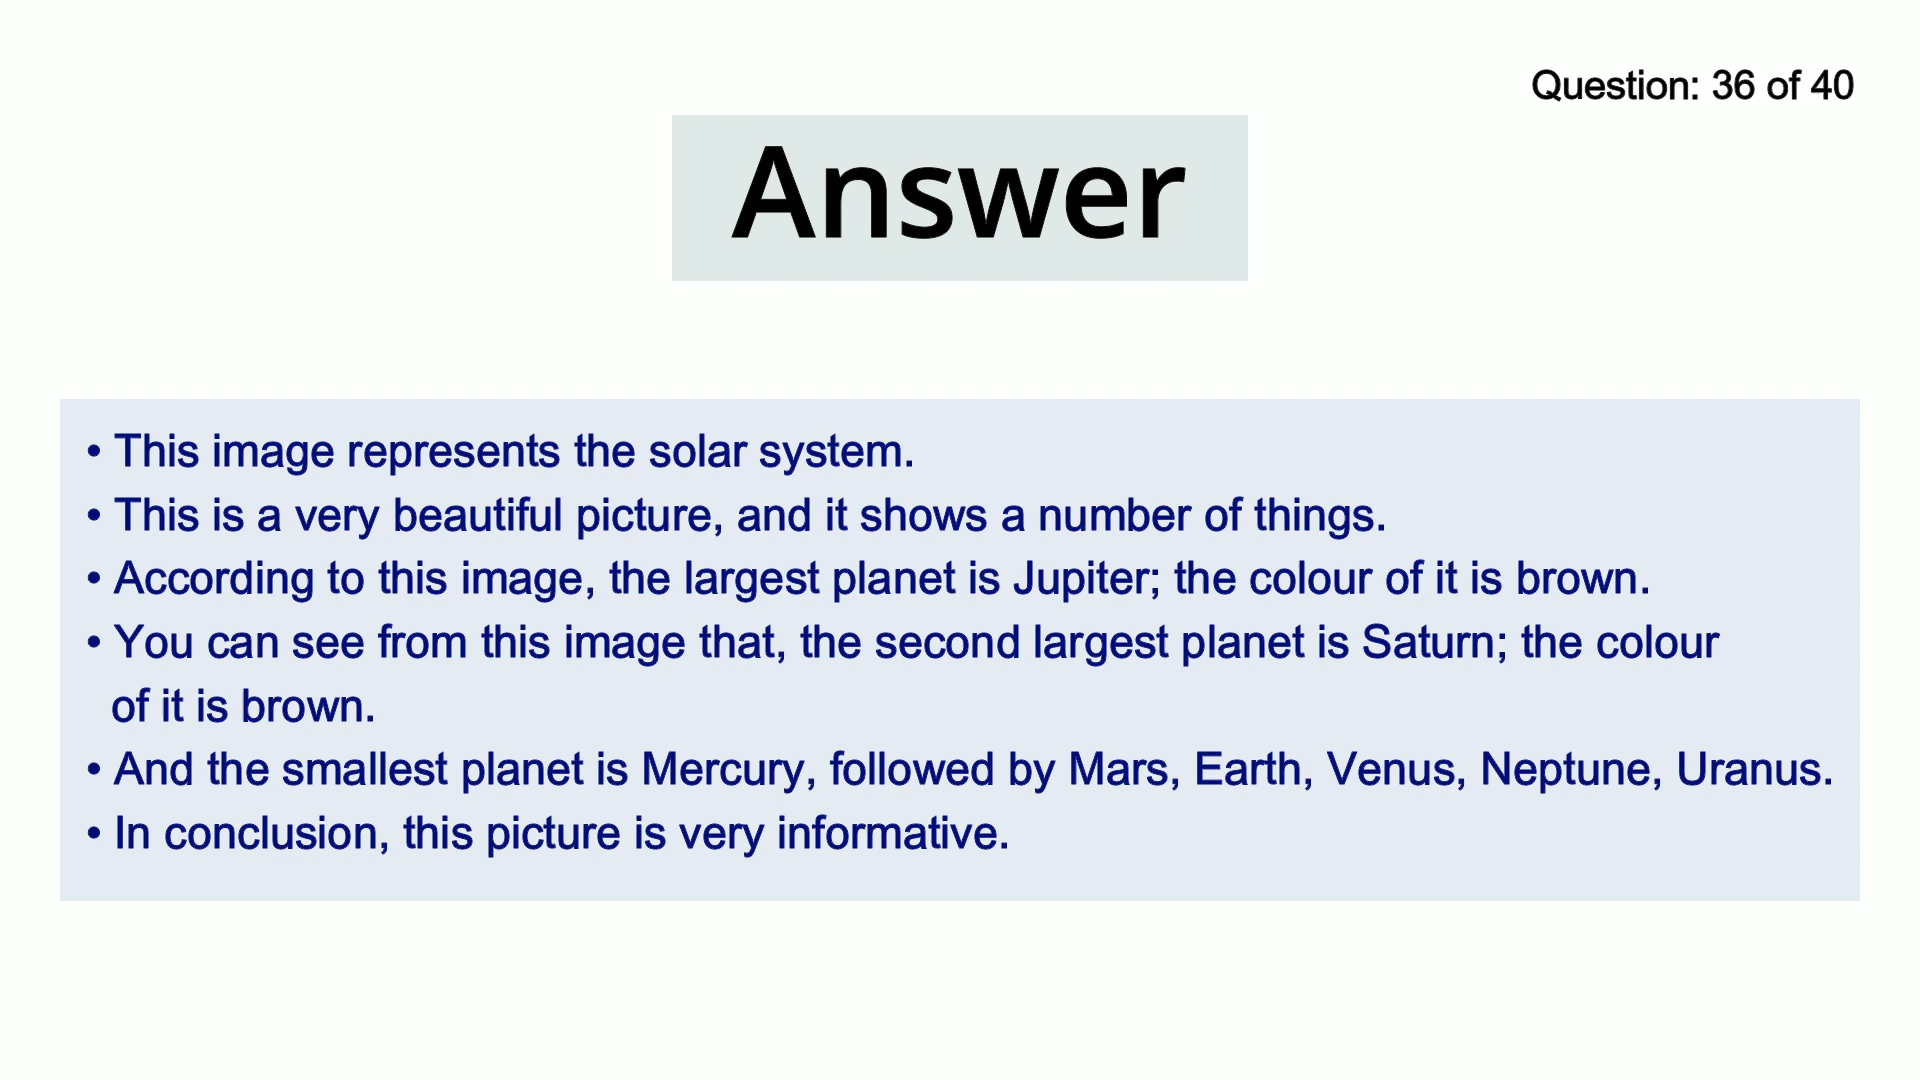 Question: 36 of 40
Answer
• This image represents the solar system.
• This is a very beautiful picture, and it shows a number of things.
• According to this image, the largest planet is Jupiter; the colour of it is brown.
• You can see from this image that, the second largest planet is Saturn; the colour
of it is brown.
• And the smallest planet is Mercury, followed by Mars, Earth, Venus, Neptune, Uranus.
• In conclusion, this picture is very informative.